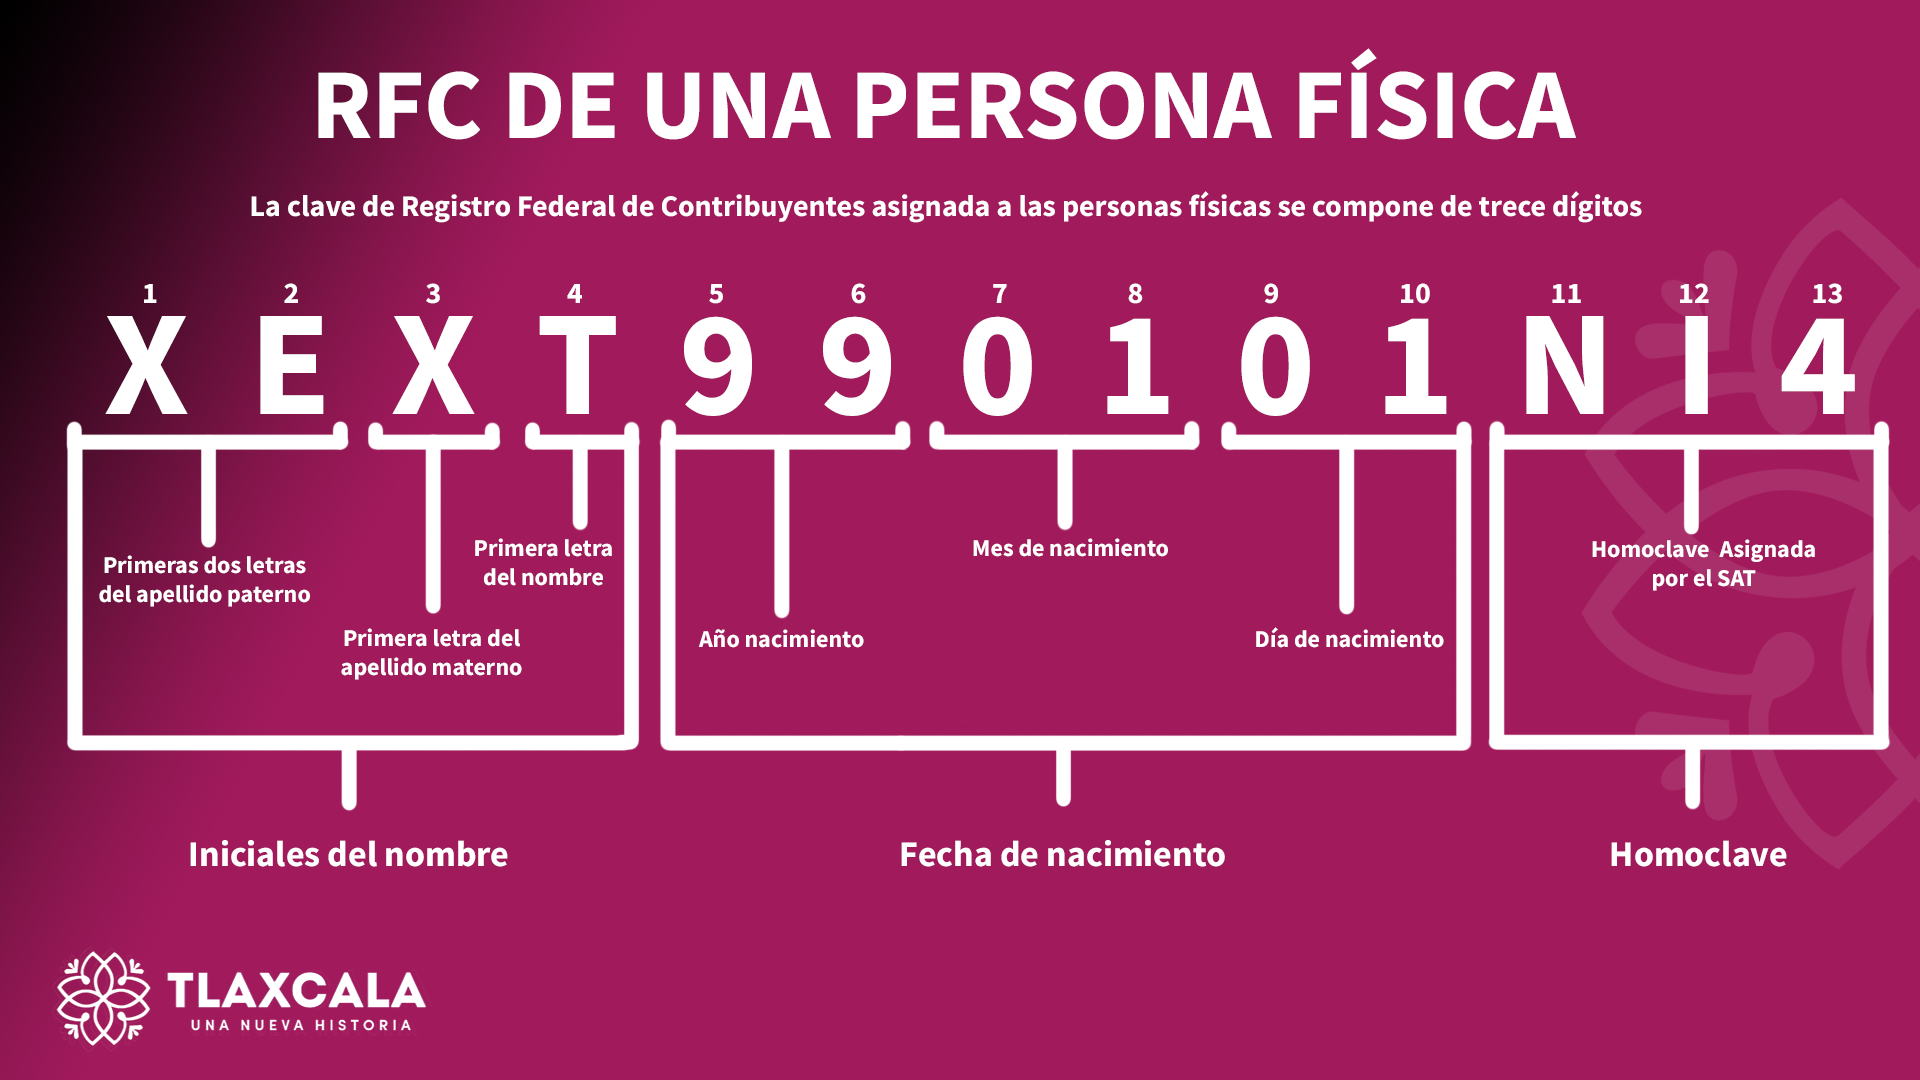 RFC DE UNA PERSONA FÍSICA
La clave de Registro Federal de Contribuyentes asignada a las personas físicas se compone de trece dígitos
1 2 3 4 5 6 7 8 9 10 11 12 13
X E X T 9 9 0 1 0 1 N I 4
Primeras dos letras
del apellido paterno
Primera letra del
apellido materno
Primera letra
del nombre
Año nacimiento
Mes de nacimiento
Día de nacimiento
Homoclave Asignada
por el SAT
Iniciales del nombre
Fecha de nacimiento
Homoclave
TLAXCALA
UNA NUEVA HISTORIA